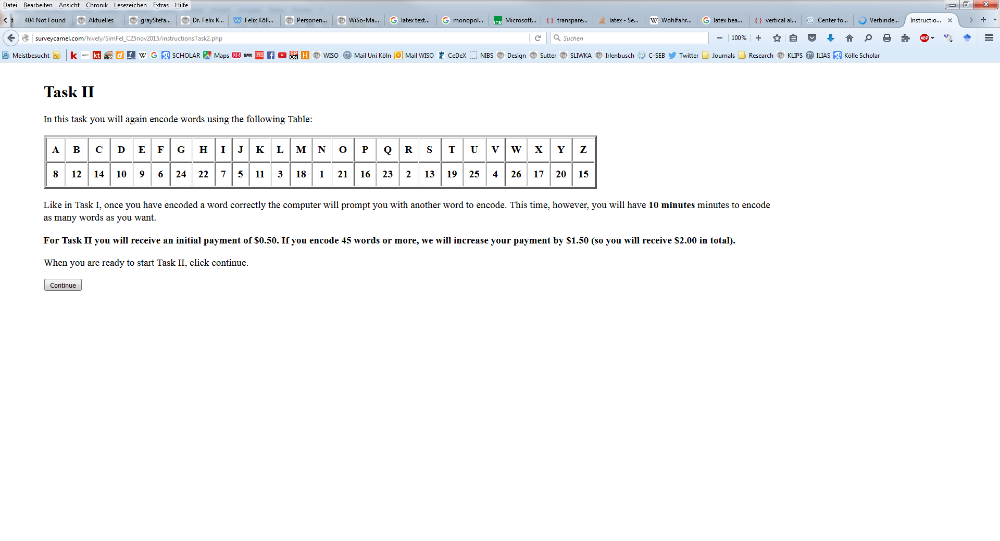 Datei Bearbeiten Ansicht Chronik Lesezeichen Extras Hilfe
d 404 Not Found Aktuelles grayStefa... Dr. Felix K... Felix Köll... Personen... WiSo-Ma... latex text... monopol... Microsoft... transpare... latex - Se... Wohlfahr... latex bea... vertical al... Center fo... Verbinde... Instructio...
surveycamel.com/hively/SimFel_C25nov2015/instructionsTask2.php Suchen 100% ABP
Meistbesucht k kt d W G SCHOLAR Maps DB GMX f SPON H WISO Mail Uni Köln Mail WISO CeDeX NIBS Design Sutter SLIWKA Irlenbusch C-SEB Twitter Journals Research KLIPS ILIAS Kölle Scholar
Task II
In this task you will again encode words using the following Table:
A B C D E F G H I J K L M N O P Q R S T U V W X Y Z
8 12 14 10 9 6 24 22 7 5 11 3 18 1 21 16 23 2 13 19 25 4 26 17 20 15
Like in Task I, once you have encoded a word correctly the computer will prompt you with another word to encode. This time, however, you will have 10 minutes minutes to encode
as many words as you want.
For Task II you will receive an initial payment of $0.50. If you encode 45 words or more, we will increase your payment by $1.50 (so you will receive $2.00 in total).
When you are ready to start Task II, click continue.
Continue